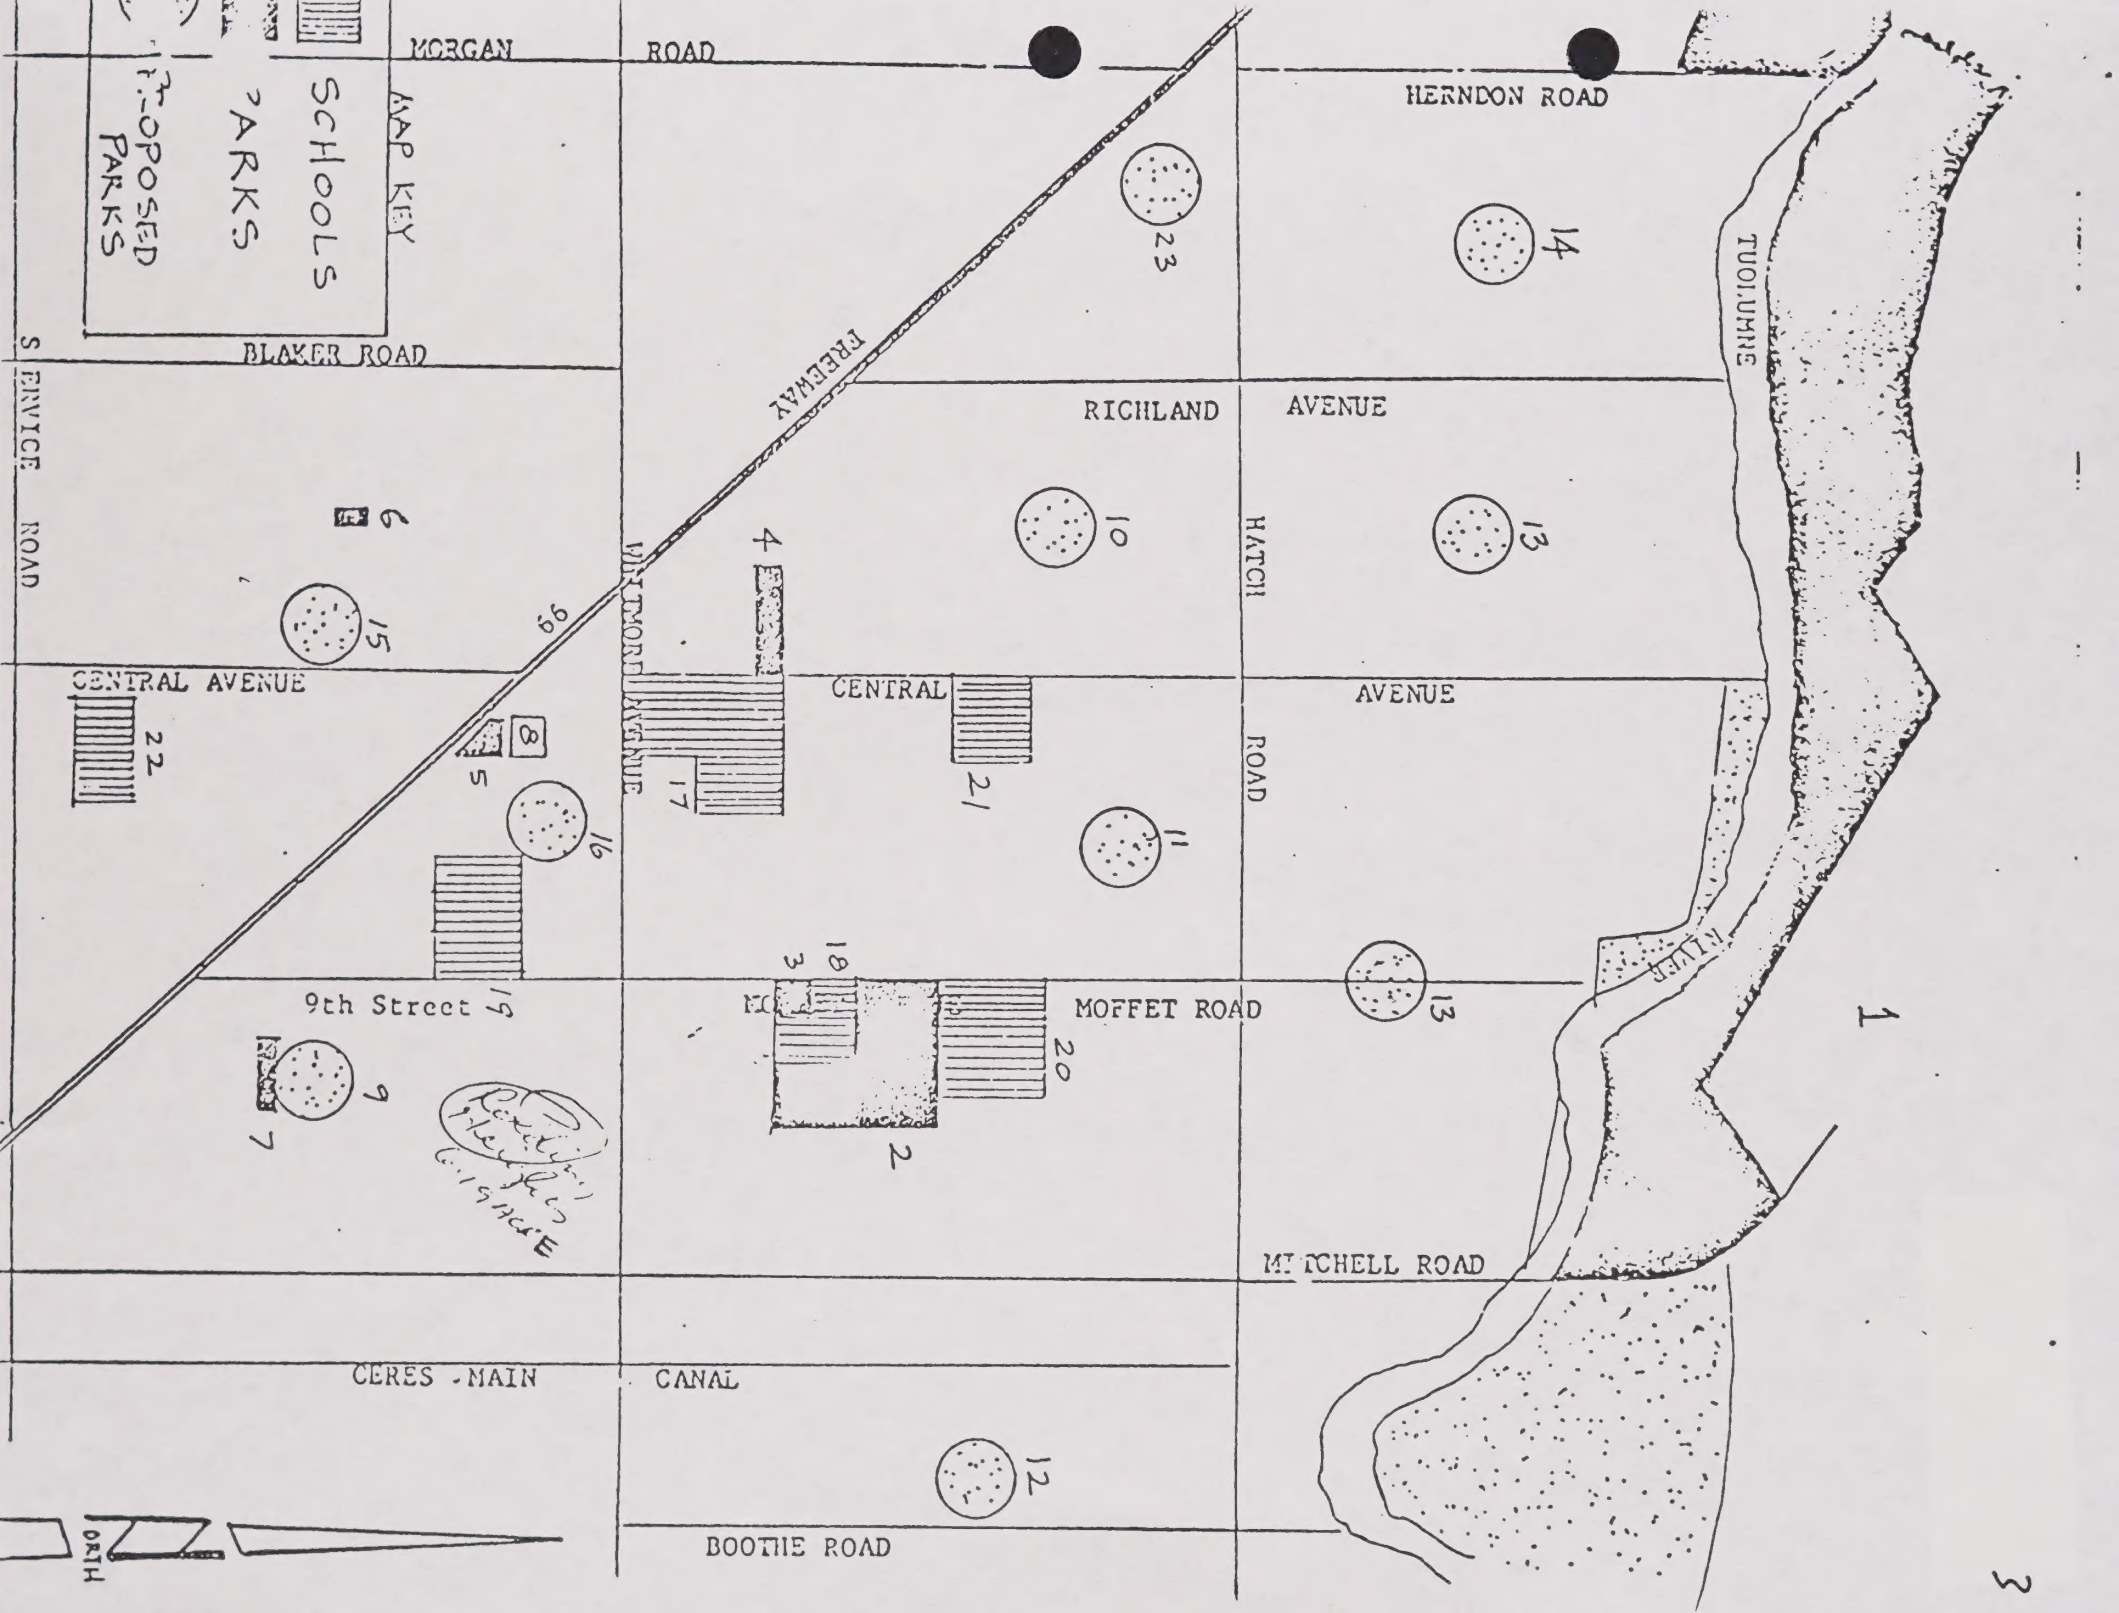 MAP KEY
SCHOOLS
PARKS
PROPOSED
PARKS
MORGAN ROAD
HERNDON ROAD
23
14
TUOLUMNE
BLAKER ROAD
FREEWAY
RICHLAND AVENUE
SERVICE ROAD
6
15
4
10
HATCH ROAD
13
99
WHITMORE AVENUE
CENTRAL AVENUE
CENTRAL AVENUE
22
8
5
16
17
21
11
RIVER
3
18
19
9th Street
MOFFET ROAD
13
1
20
2
7
9
ACRE
MITCHELL ROAD
CERES MAIN CANAL
12
BOOTHE ROAD
NORTH
3